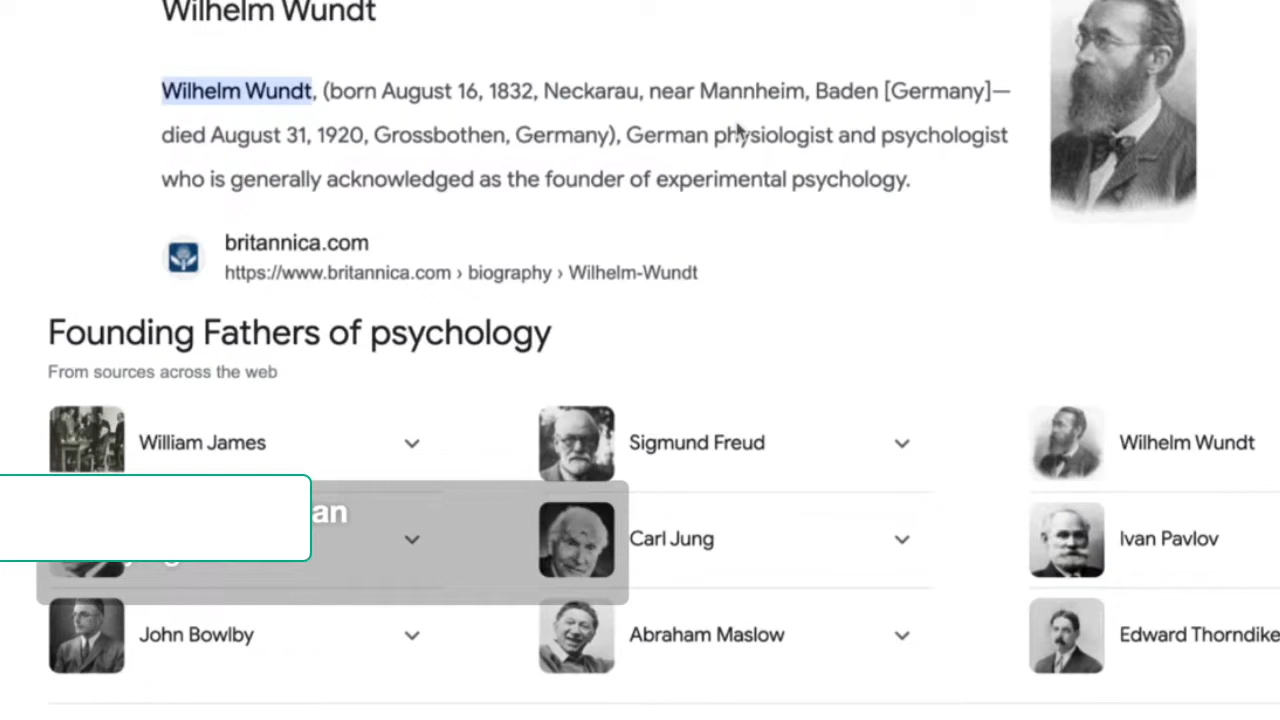 Wilhelm Wundt
Wilhelm Wundt, (born August 16, 1832, Neckarau, near Mannheim, Baden [Germany]—
died August 31, 1920, Grossbothen, Germany), German physiologist and psychologist
who is generally acknowledged as the founder of experimental psychology.
britannica.com
https://www.britannica.com › biography › Wilhelm-Wundt
Founding Fathers of psychology
From sources across the web
William James
Sigmund Freud
Wilhelm Wundt
an
Carl Jung
Ivan Pavlov
John Bowlby
Abraham Maslow
Edward Thorndike